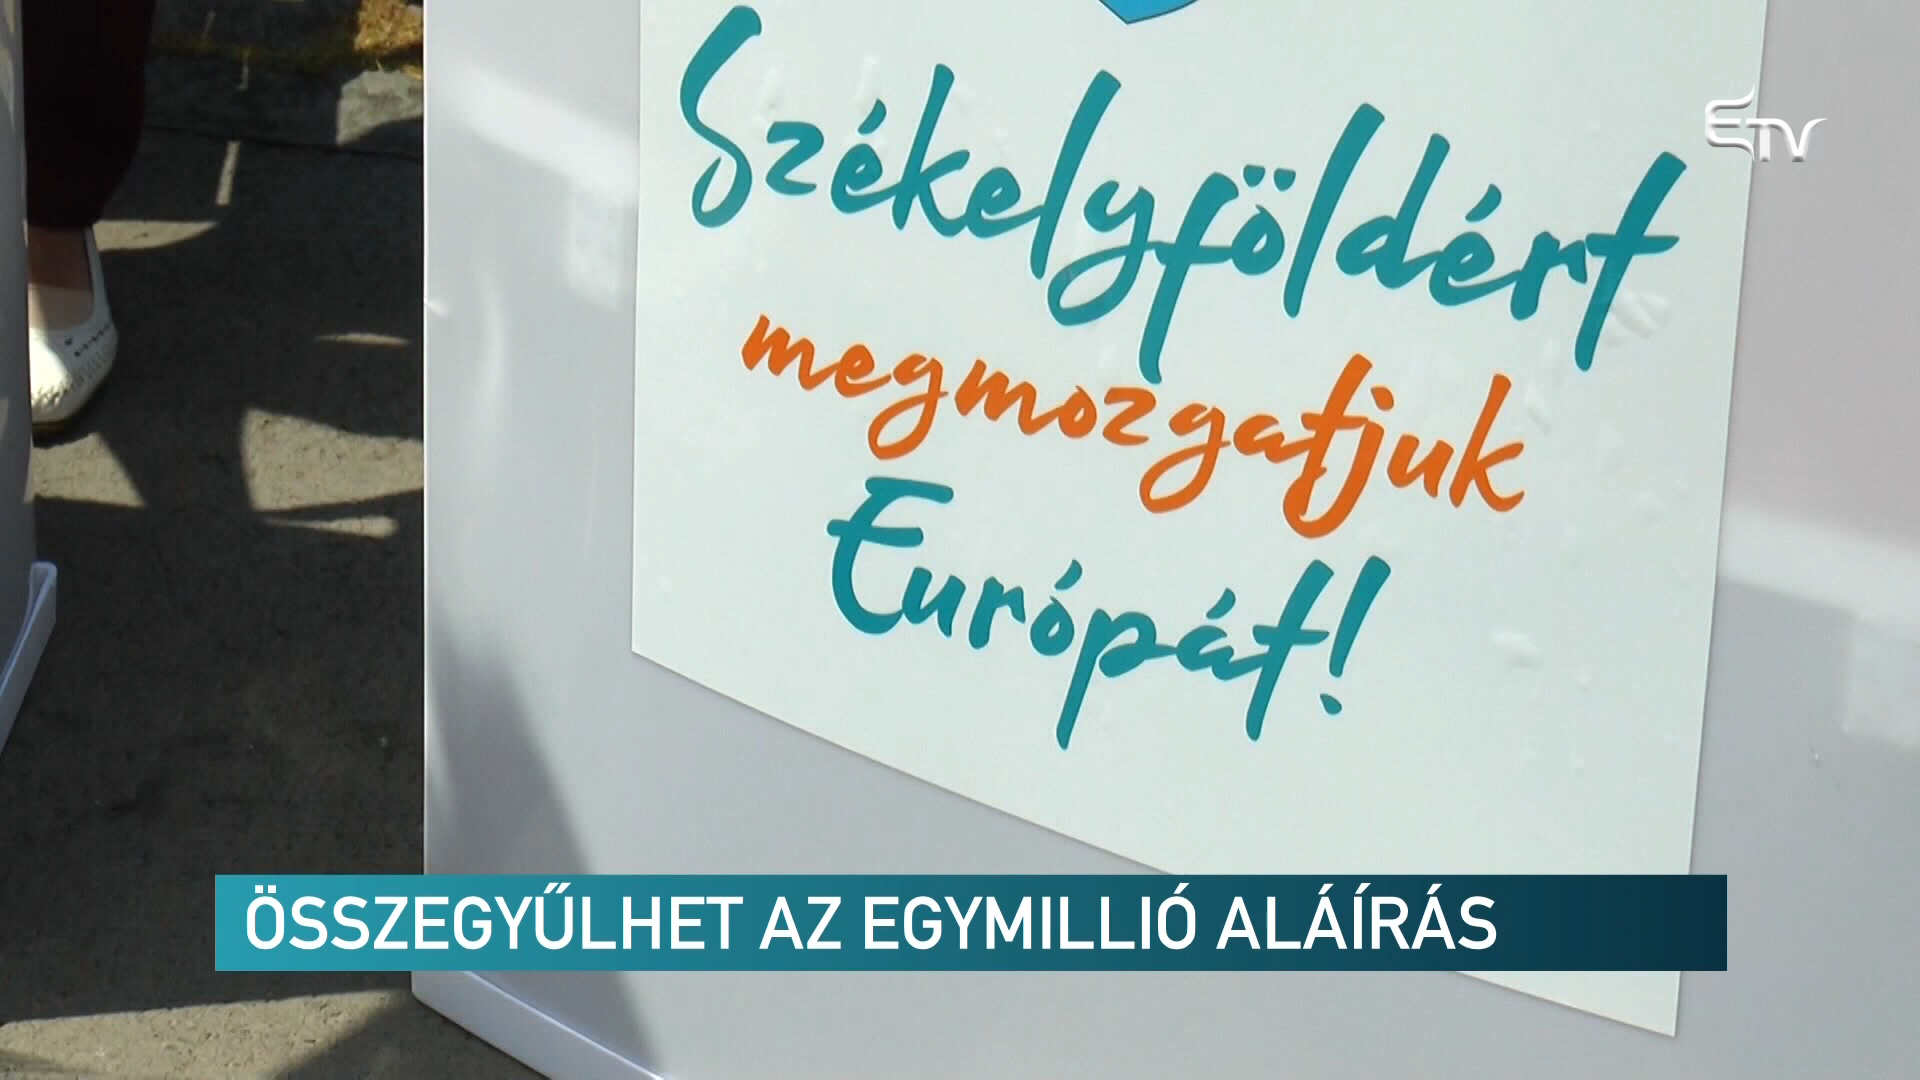 ETV
Székelyföldért
megmozgatjuk
Európát!
ÖSSZEGYŰLHET AZ EGYMILLIÓ ALÁÍRÁS